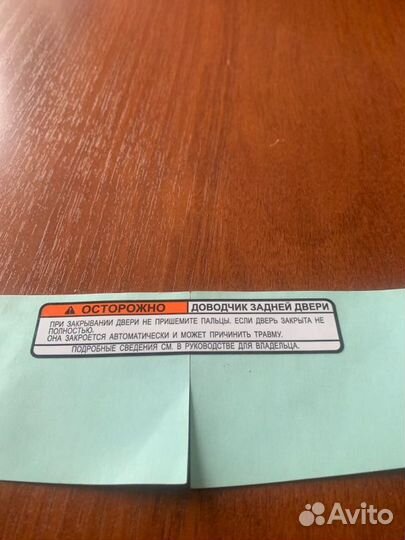 ОСТОРОЖНО ДОВОДЧИК ЗАДНЕЙ ДВЕРИ
ПРИ ЗАКРЫВАНИИ ДВЕРИ НЕ ПРИЩЕМИТЕ ПАЛЬЦЫ. ЕСЛИ ДВЕРЬ ЗАКРЫТА НЕ
ПОЛНОСТЬЮ.
ОНА ЗАКРОЕТСЯ АВТОМАТИЧЕСКИ И МОЖЕТ ПРИЧИНИТЬ ТРАВМУ.
ПОДРОБНЫЕ СВЕДЕНИЯ СМ. В РУКОВОДСТВЕ ДЛЯ ВЛАДЕЛЬЦА.
Avito